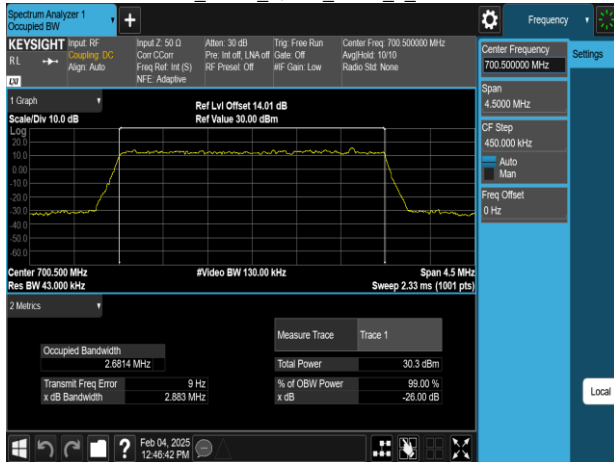 Spectrum Analyzer 1
Occupied BW
+
Frequency
KEYSIGHT
RL
LXI
Input: RF
Coupling: DC
Align: Auto
Input Z: 50 Ω
Corr CCorr
Freq Ref: Int (S)
NFE: Adaptive
Atten: 30 dB
Pre: Int off, LNA off
RF Preset: Off
Trig: Free Run
Gate: Off
#IF Gain: Low
Center Freq: 700.500000 MHz
Avg|Hold: 10/10
Radio Std: None
Center Frequency
700.500000 MHz
Settings
Span
4.5000 MHz
CF Step
450.000 kHz
Auto
Man
Freq Offset
0 Hz
Local
1 Graph
Scale/Div 10.0 dB
Ref Lvl Offset 14.01 dB
Ref Value 30.00 dBm
Log
20.0
10.0
0.00
-10.0
-20.0
-30.0
-40.0
-50.0
-60.0
Center 700.500 MHz
#Video BW 130.00 kHz
Span 4.5 MHz
Res BW 43.000 kHz
Sweep 2.33 ms (1001 pts)
2 Metrics
Measure Trace
Trace 1
Occupied Bandwidth
2.6814 MHz
Total Power
30.3 dBm
Transmit Freq Error
9 Hz
% of OBW Power
99.00 %
x dB Bandwidth
2.883 MHz
x dB
-26.00 dB
?
Feb 04, 2025
12:46:42 PM